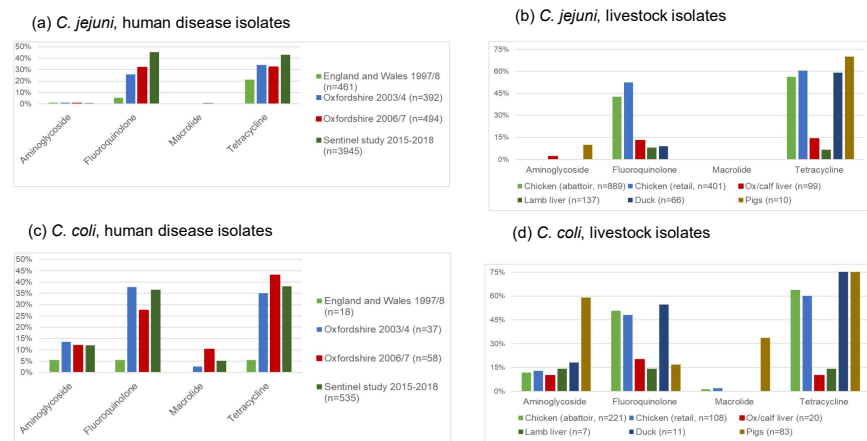 (a) C. jejuni, human disease isolates
50%
40%
30%
20%
10%
0%
Aminoglycoside
Fluoroquinolone
Macrolide
Tetracycline
England and Wales 1997/8
(n=461)
Oxfordshire 2003/4 (n=392)
Oxfordshire 2006/7 (n=494)
Sentinel study 2015-2018
(n=3945)
(b) C. jejuni, livestock isolates
75%
60%
45%
30%
15%
0%
Aminoglycoside Fluoroquinolone Macrolide Tetracycline
Chicken (abattoir, n=889) Chicken (retail, n=401) Ox/calf liver (n=99)
Lamb liver (n=137) Duck (n=66) Pigs (n=10)
(c) C. coli, human disease isolates
50%
45%
40%
35%
30%
25%
20%
15%
10%
5%
0%
Aminoglycoside
Fluoroquinolone
Macrolide
Tetracycline
England and Wales 1997/8
(n=18)
Oxfordshire 2003/4 (n=37)
Oxfordshire 2006/7 (n=58)
Sentinel study 2015-2018
(n=535)
(d) C. coli, livestock isolates
75%
60%
45%
30%
15%
0%
Aminoglycoside Fluoroquinolone Macrolide Tetracycline
Chicken (abattoir, n=221) Chicken (retail, n=108) Ox/calf liver (n=20)
Lamb liver (n=7) Duck (n=11) Pigs (n=83)